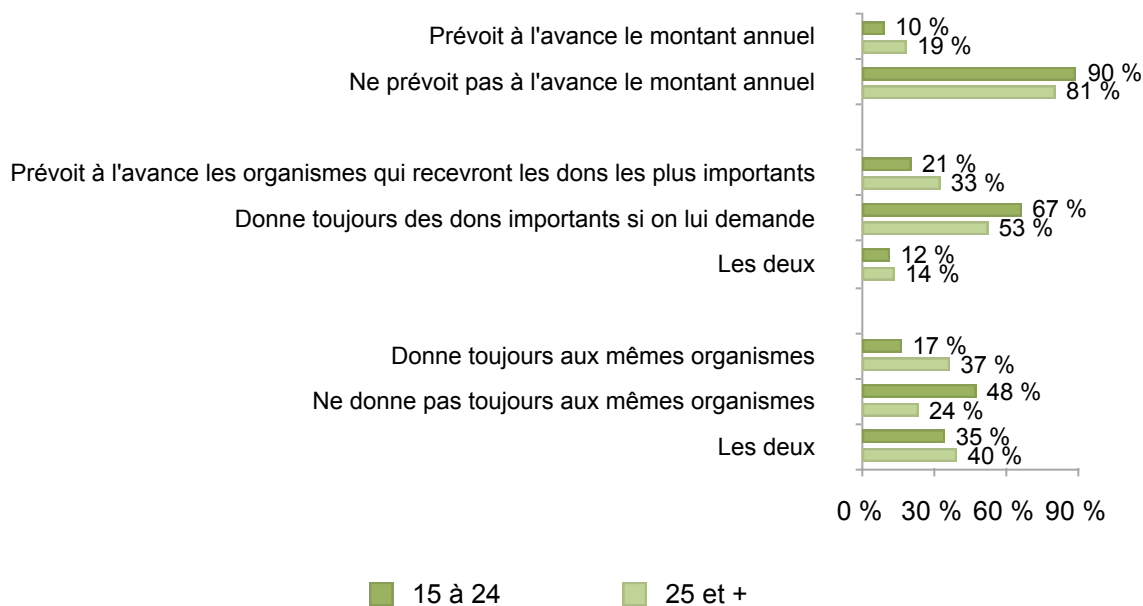 Prévoit à l'avance le montant annuel
10 %
19 %
Ne prévoit pas à l'avance le montant annuel
90 %
81 %
Prévoit à l'avance les organismes qui recevront les dons les plus importants
21 %
33 %
Donne toujours des dons importants si on lui demande
67 %
53 %
Les deux
12 %
14 %
Donne toujours aux mêmes organismes
17 %
37 %
Ne donne pas toujours aux mêmes organismes
48 %
24 %
Les deux
35 %
40 %
0 % 30 % 60 % 90 %
15 à 24 25 et +